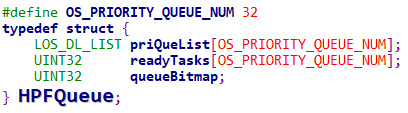 #define OS_PRIORITY_QUEUE_NUM 32
typedef struct {
    LOS_DL_LIST priQueList[OS_PRIORITY_QUEUE_NUM];
    UINT32      readyTasks[OS_PRIORITY_QUEUE_NUM];
    UINT32      queueBitmap;
} HPFQueue;